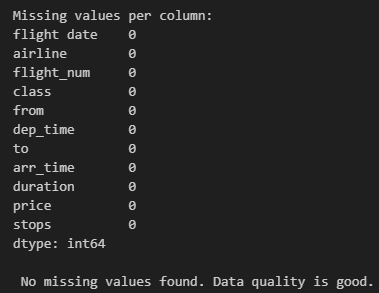 Missing values per column:
flight date    0
airline        0
flight_num     0
class          0
from           0
dep_time       0
to             0
arr_time       0
duration       0
price          0
stops          0
dtype: int64
No missing values found. Data quality is good.